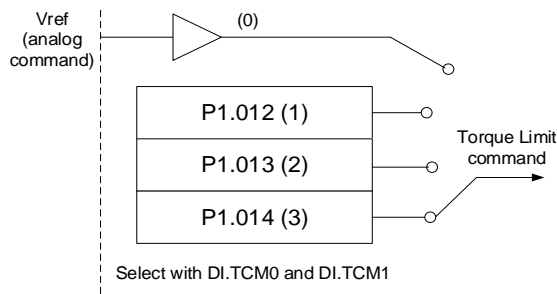 Vref
(analog
command)
(0)
P1.012 (1)
P1.013 (2)
P1.014 (3)
Torque Limit
command
Select with DI.TCM0 and DI.TCM1